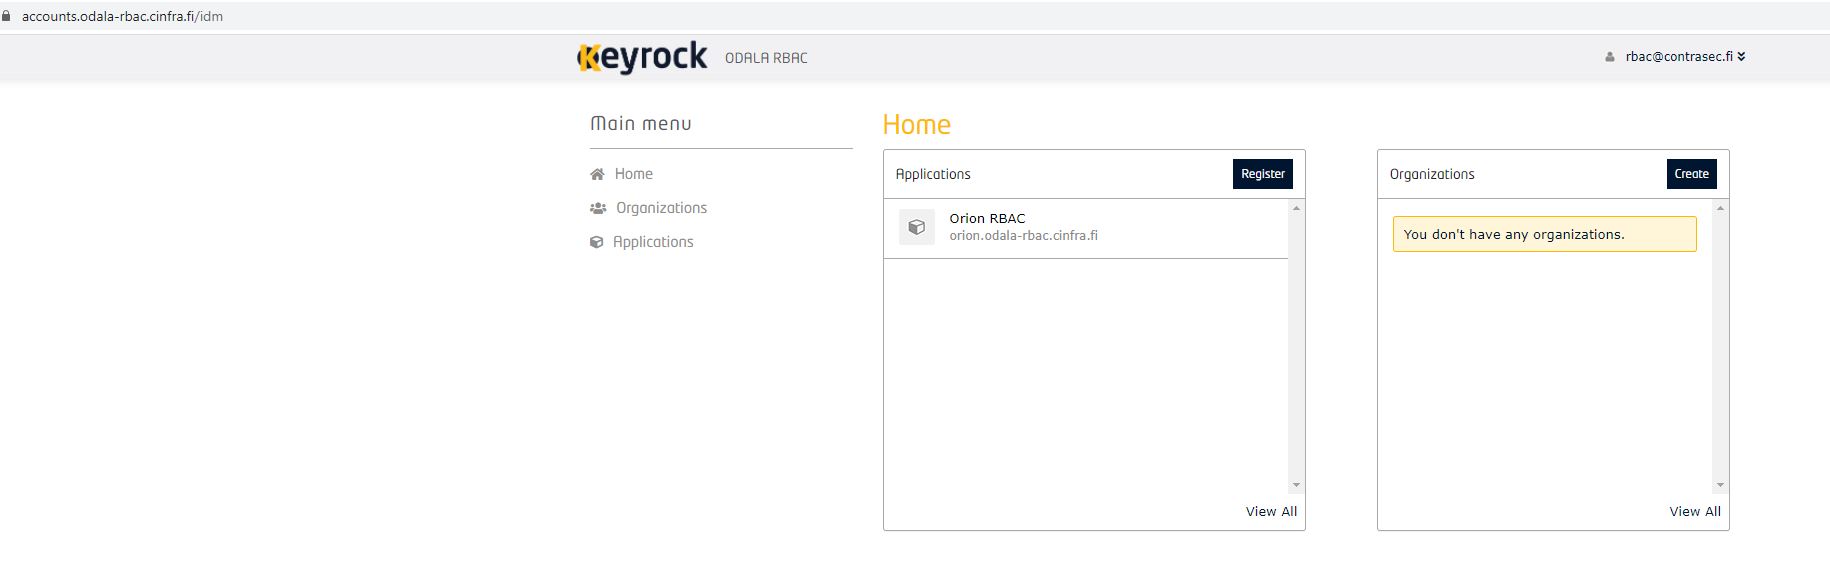 accounts.odala-rbac.cinfra.fi/idm
Keyrock ODALA RBAC
rbac@contrasec.fi
Main menu
Home
Organizations
Applications
Home
Applications
Register
Orion RBAC
orion.odala-rbac.cinfra.fi
View All
Organizations
Create
You don't have any organizations.
View All